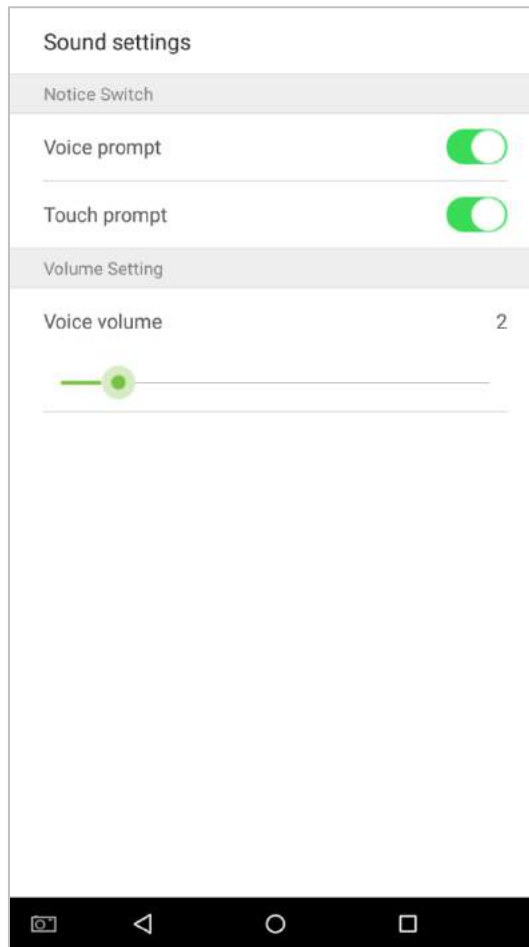 Sound settings
Notice Switch
Voice prompt
Touch prompt
Volume Setting
Voice volume 2